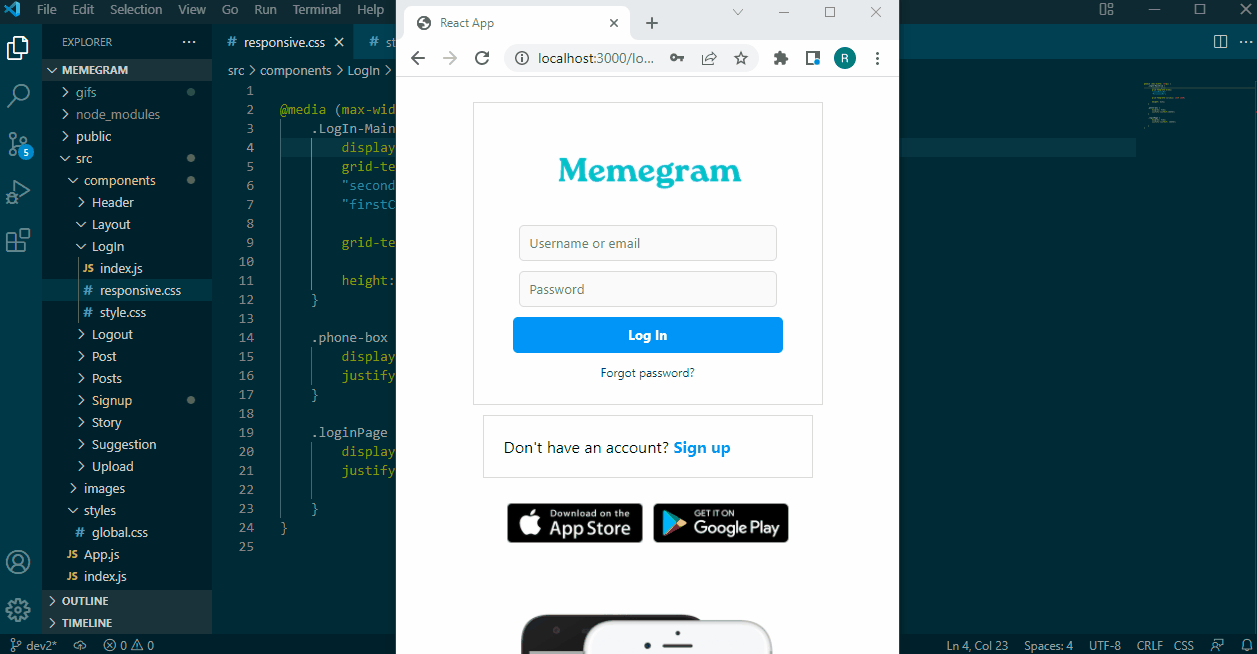 File Edit Selection View Go Run Terminal Help
React App
EXPLORER
responsive.css
MEMEGRAM
src > components > LogIn >
localhost:3000/lo...
R
gifs
node_modules
public
src
components
Header
Layout
LogIn
JS index.js
# responsive.css
# style.css
Logout
Post
Posts
Signup
Story
Suggestion
Upload
images
styles
# global.css
JS App.js
JS index.js
OUTLINE
TIMELINE
5
1
2 @media (max-wid
3 .LogIn-Main
4 display
5 grid-te
6 "second
7 "firstC
8
9 grid-te
10
11 height:
12 }
13
14 .phone-box
15 display
16 justify
17 }
18
19 .loginPage
20 display
21 justify
22
23 }
24 }
25
Memegram
Username or email
Password
Log In
Forgot password?
Don't have an account? Sign up
Download on the
App Store
GET IT ON
Google Play
dev2* 0 0 Ln 4, Col 23 Spaces: 4 UTF-8 CRLF CSS